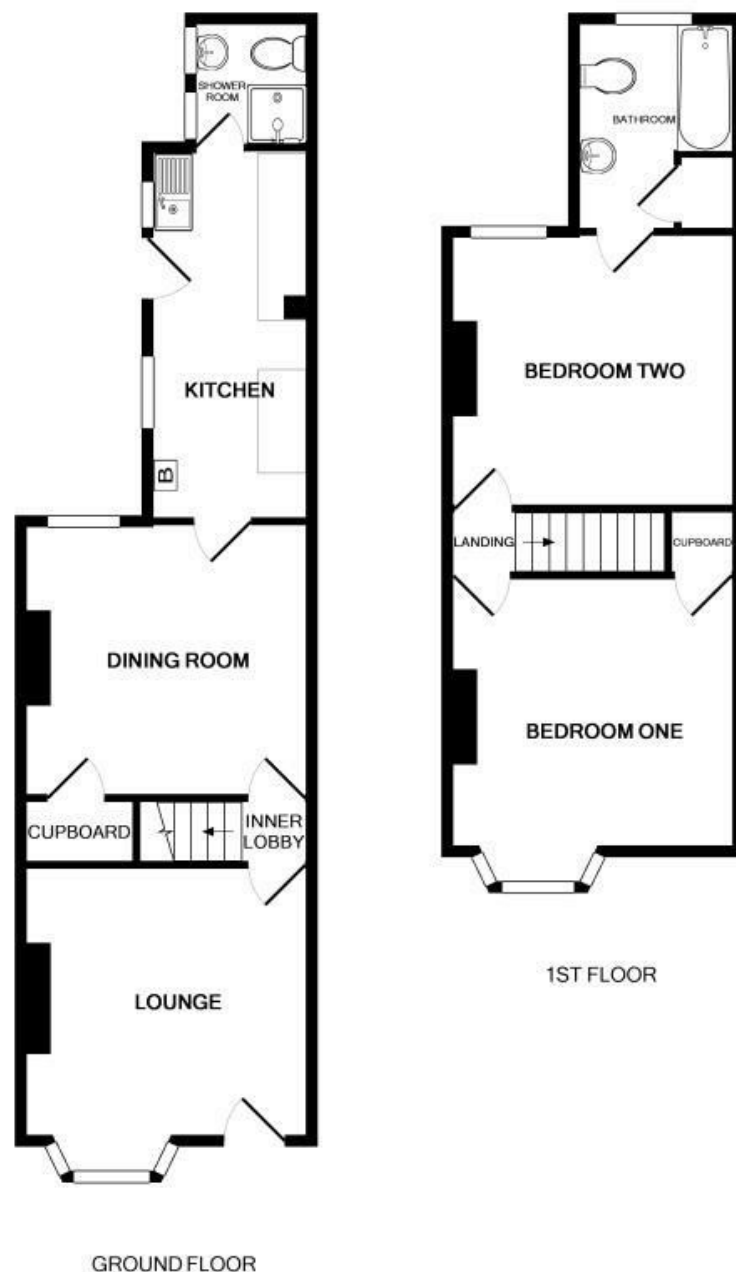 SHOWER
ROOM
KITCHEN
B
DINING ROOM
CUPBOARD
INNER
LOBBY
LOUNGE
GROUND FLOOR
BATHROOM
BEDROOM TWO
LANDING
CUPBOARD
BEDROOM ONE
1ST FLOOR